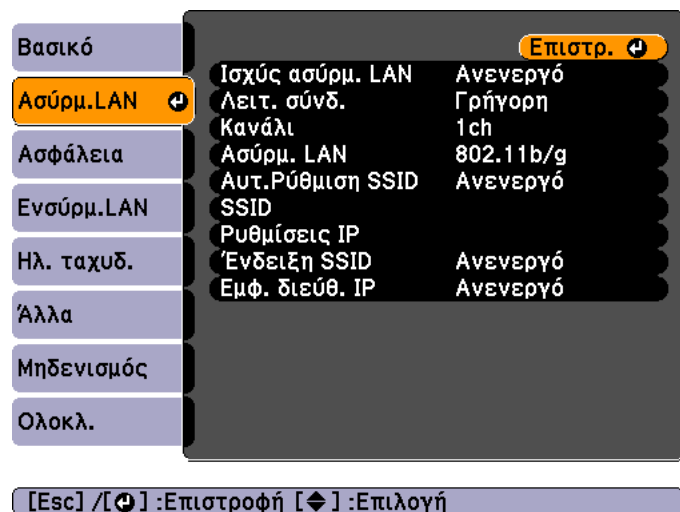 Βασικό
Ασύρμ.LAN
Ασφάλεια
Ενσύρμ.LAN
Ηλ. ταχυδ.
Άλλα
Μηδενισμός
Ολοκλ.
Επιστρ.
Ισχύς ασύρμ. LAN Ανενεργό
Λειτ. σύνδ. Γρήγορη
Κανάλι 1ch
Ασύρμ. LAN 802.11b/g
Αυτ.Ρύθμιση SSID Ανενεργό
SSID
Ρυθμίσεις IP
Ένδειξη SSID Ανενεργό
Εμφ. διεύθ. IP Ανενεργό
[Esc] /[⏎] :Επιστροφή [◆] :Επιλογή